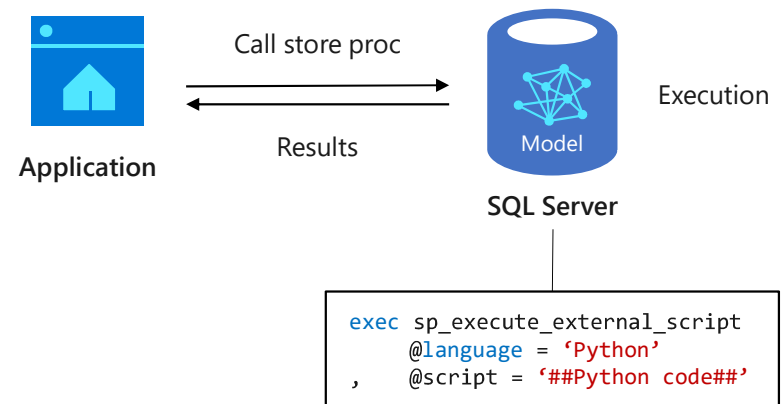 Call store proc
Results
Application
Model
Execution
SQL Server
exec sp_execute_external_script
@language = ‘Python’
, @script = ‘##Python code##’